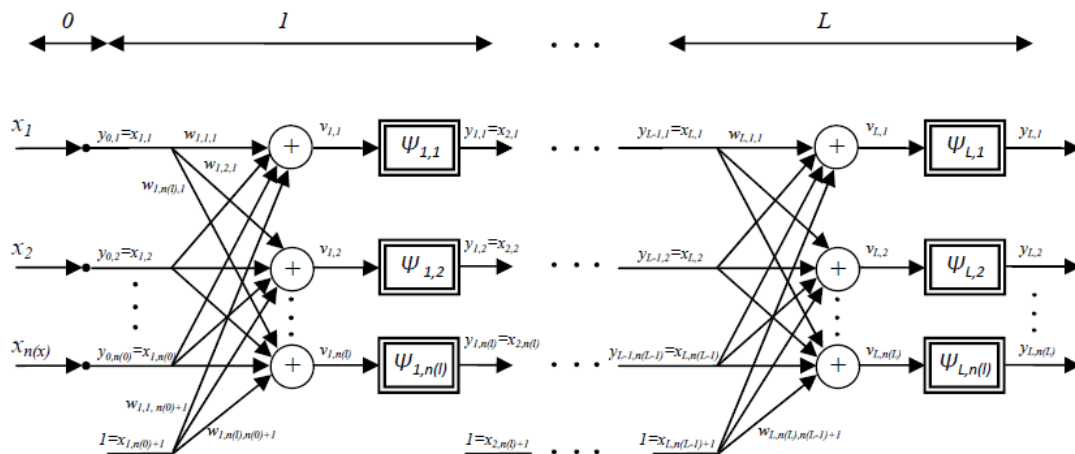 0 1 . . . L
x1 y0,1=x1,1 w1,1,1 v1,1 Ψ1,1 y1,1=x2,1 yL-1,1=xL,1 wL,1,1 vL,1 ΨL,1 yL,1
w1,2,1
w1,n(l),1
x2 y0,2=x1,2 v1,2 Ψ1,2 y1,2=x2,2 . . . yL-1,2=xL,2 vL,2 ΨL,2 yL,2
xn(x) y0,n(0)=x1,n(0) v1,n(l) Ψ1,n(l) y1,n(l)=x2,n(l) yL-1,n(L-1)=xL,n(L-1) vL,n(L) ΨL,n(l) yL,n(L)
w1,1, n(0)+1
1=x1,n(0)+1 w1,n(l),n(0)+1 1=x2,n(l)+1 . . . 1=xL,n(L-1)+1 wL,n(L),n(L-1)+1